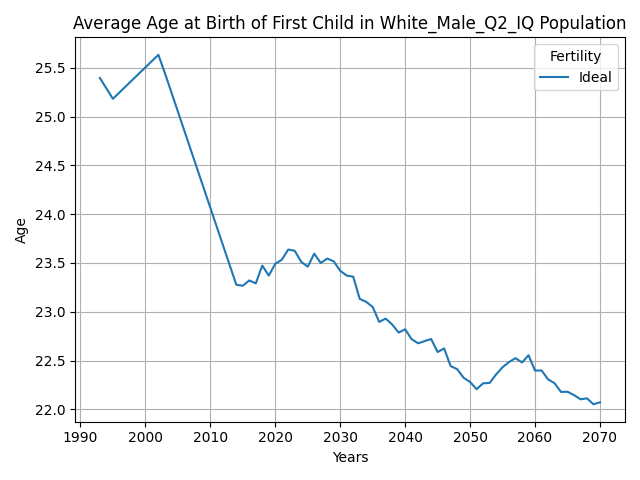 Average Age at Birth of First Child in White_Male_Q2_IQ Population
Fertility
Ideal
25.5
25.0
24.5
24.0
23.5
23.0
22.5
22.0
Age
1990 2000 2010 2020 2030 2040 2050 2060 2070
Years